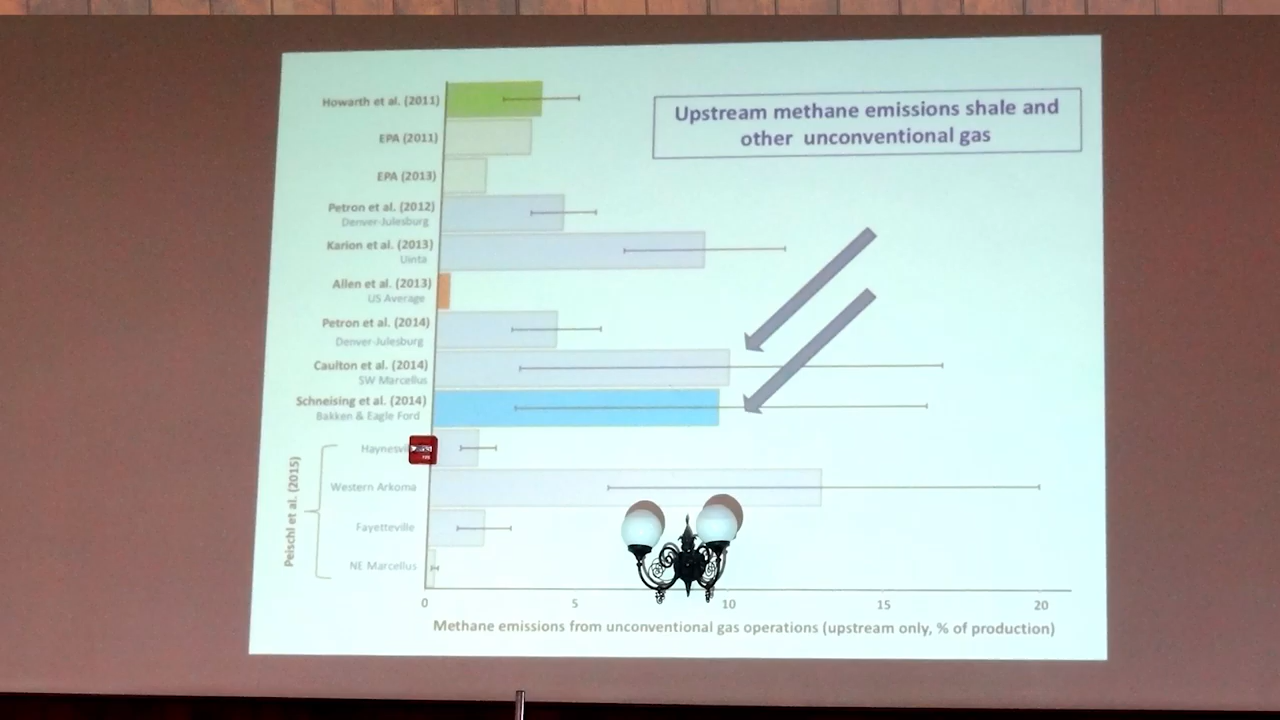 Upstream methane emissions shale and
other unconventional gas
Howarth et al. (2011)
EPA (2011)
EPA (2013)
Petron et al. (2012)
Denver-Julesburg
Karion et al. (2013)
Uinta
Allen et al. (2013)
US Average
Petron et al. (2014)
Denver-Julesburg
Caulton et al. (2014)
SW Marcellus
Schneising et al. (2014)
Bakken & Eagle Ford
Peischl et al. (2015)
Western Arkoma
Fayetteville
NE Marcellus
0 5 10 15 20
Methane emissions from unconventional gas operations (upstream only, % of production)